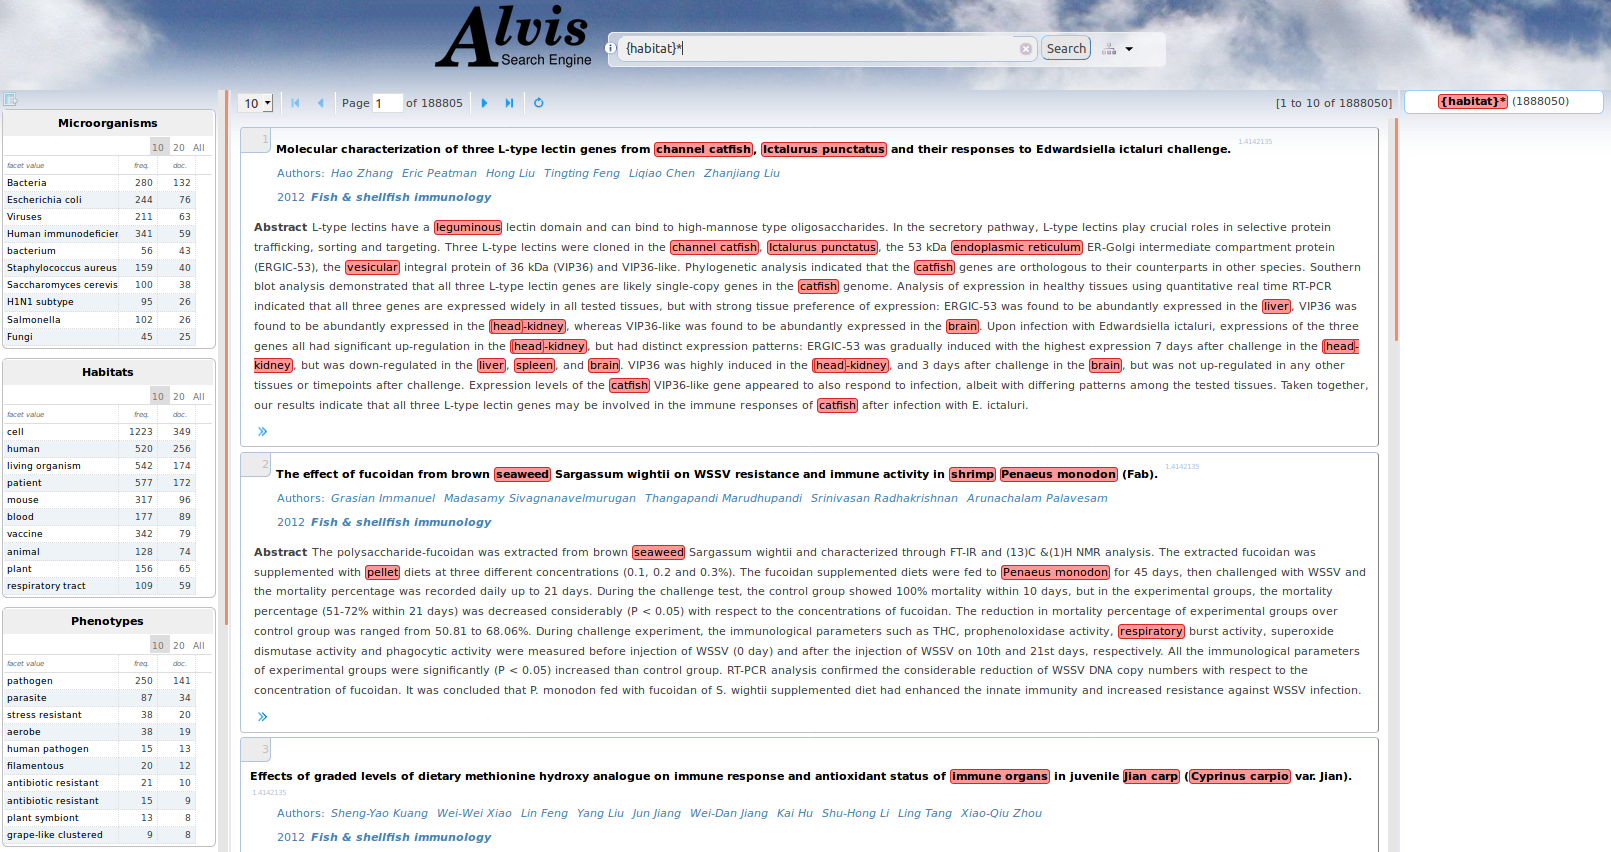 Alvis
Search Engine
{habitat}*
Search
10
Page 1 of 188805
[1 to 10 of 1888050]
{habitat}* (1888050)
Microorganisms
10 20 All
facet value freq. doc.
Bacteria 280 132
Escherichia coli 244 76
Viruses 211 63
Human immunodeficier 341 59
bacterium 56 43
Staphylococcus aureus 159 40
Saccharomyces cerevis 100 38
H1N1 subtype 95 26
Salmonella 102 26
Fungi 45 25
Habitats
10 20 All
facet value freq. doc.
cell 1223 349
human 520 256
living organism 542 174
patient 577 172
mouse 317 96
blood 177 89
vaccine 342 79
animal 128 74
plant 156 65
respiratory tract 109 59
Phenotypes
10 20 All
facet value freq. doc.
pathogen 250 141
parasite 87 34
stress resistant 38 20
aerobe 38 19
human pathogen 15 13
filamentous 20 12
antibiotic resistant 21 10
antibiotic resistant 15 9
plant symbiont 13 8
grape-like clustered 9 8
1
Molecular characterization of three L-type lectin genes from channel catfish, Ictalurus punctatus and their responses to Edwardsiella ictaluri challenge. 1.4142135
Authors: Hao Zhang Eric Peatman Hong Liu Tingting Feng Liqiao Chen Zhanjiang Liu
2012 Fish & shellfish immunology
Abstract L-type lectins have a leguminous lectin domain and can bind to high-mannose type oligosaccharides. In the secretory pathway, L-type lectins play crucial roles in selective protein
trafficking, sorting and targeting. Three L-type lectins were cloned in the channel catfish, Ictalurus punctatus, the 53 kDa endoplasmic reticulum ER-Golgi intermediate compartment protein
(ERGIC-53), the vesicular integral protein of 36 kDa (VIP36) and VIP36-like. Phylogenetic analysis indicated that the catfish genes are orthologous to their counterparts in other species. Southern
blot analysis demonstrated that all three L-type lectin genes are likely single-copy genes in the catfish genome. Analysis of expression in healthy tissues using quantitative real time RT-PCR
indicated that all three genes are expressed widely in all tested tissues, but with strong tissue preference of expression: ERGIC-53 was found to be abundantly expressed in the liver, VIP36 was
found to be abundantly expressed in the head-kidney, whereas VIP36-like was found to be abundantly expressed in the brain. Upon infection with Edwardsiella ictaluri, expressions of the three
genes all had significant up-regulation in the head-kidney, but had distinct expression patterns: ERGIC-53 was gradually induced with the highest expression 7 days after challenge in the head-
kidney, but was down-regulated in the liver, spleen, and brain. VIP36 was highly induced in the head-kidney, and 3 days after challenge in the brain, but was not up-regulated in any other
tissues or timepoints after challenge. Expression levels of the catfish VIP36-like gene appeared to also respond to infection, albeit with differing patterns among the tested tissues. Taken together,
our results indicate that all three L-type lectin genes may be involved in the immune responses of catfish after infection with E. ictaluri.
2
The effect of fucoidan from brown seaweed Sargassum wightii on WSSV resistance and immune activity in shrimp Penaeus monodon (Fab). 1.4142135
Authors: Grasian Immanuel Madasamy Sivagnanavelmurugan Thangapandi Marudhupandi Srinivasan Radhakrishnan Arunachalam Palavesam
2012 Fish & shellfish immunology
Abstract The polysaccharide-fucoidan was extracted from brown seaweed Sargassum wightii and characterized through FT-IR and (13)C &(1)H NMR analysis. The extracted fucoidan was
supplemented with pellet diets at three different concentrations (0.1, 0.2 and 0.3%). The fucoidan supplemented diets were fed to Penaeus monodon for 45 days, then challenged with WSSV and
the mortality percentage was recorded daily up to 21 days. During the challenge test, the control group showed 100% mortality within 10 days, but in the experimental groups, the mortality
percentage (51-72% within 21 days) was decreased considerably (P < 0.05) with respect to the concentrations of fucoidan. The reduction in mortality percentage of experimental groups over
control group was ranged from 50.81 to 68.06%. During challenge experiment, the immunological parameters such as THC, prophenoloxidase activity, respiratory burst activity, superoxide
dismutase activity and phagocytic activity were measured before injection of WSSV (0 day) and after the injection of WSSV on 10th and 21st days, respectively. All the immunological parameters
of experimental groups were significantly (P < 0.05) increased than control group. RT-PCR analysis confirmed the considerable reduction of WSSV DNA copy numbers with respect to the
concentration of fucoidan. It was concluded that P. monodon fed with fucoidan of S. wightii supplemented diet had enhanced the innate immunity and increased resistance against WSSV infection.
3
Effects of graded levels of dietary methionine hydroxy analogue on immune response and antioxidant status of immune organs in juvenile Jian carp (Cyprinus carpio var. Jian).
1.4142135
Authors: Sheng-Yao Kuang Wei-Wei Xiao Lin Feng Yang Liu Jun Jiang Wei-Dan Jiang Kai Hu Shu-Hong Li Ling Tang Xiao-Qiu Zhou
2012 Fish & shellfish immunology